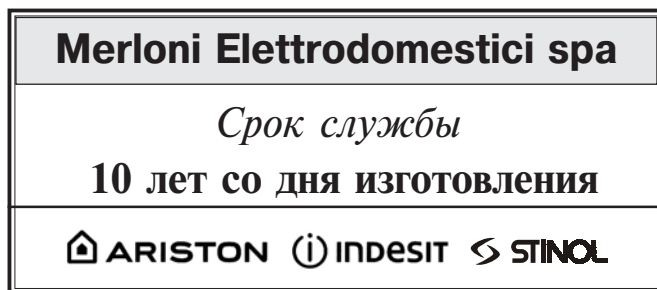 Merloni Elettrodomestici spa
Срок службы
10 лет со дня изготовления
ARISTON indesit STINOL